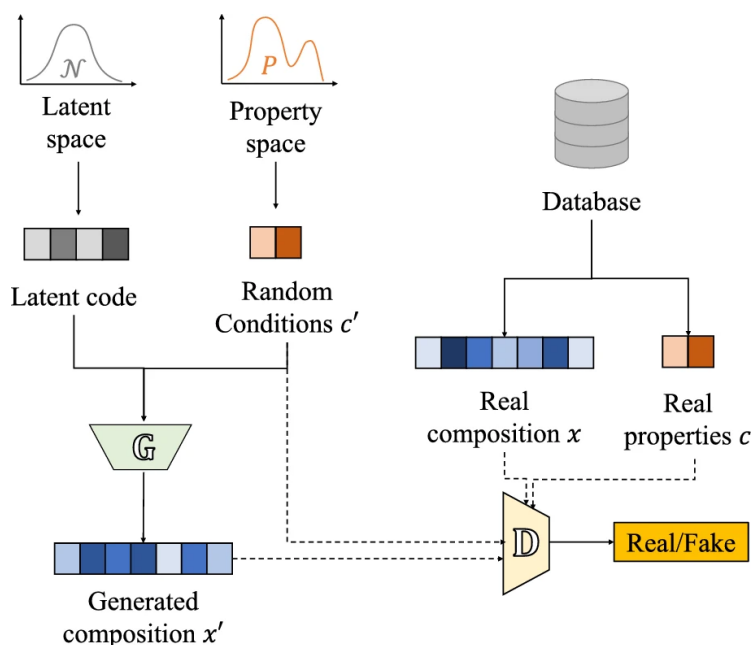 𝒩
P
Latent
space
Property
space
Database
Latent code
Random
Conditions c′
Real
composition x
Real
properties c
𝔾
𝔻
Real/Fake
Generated
composition x′